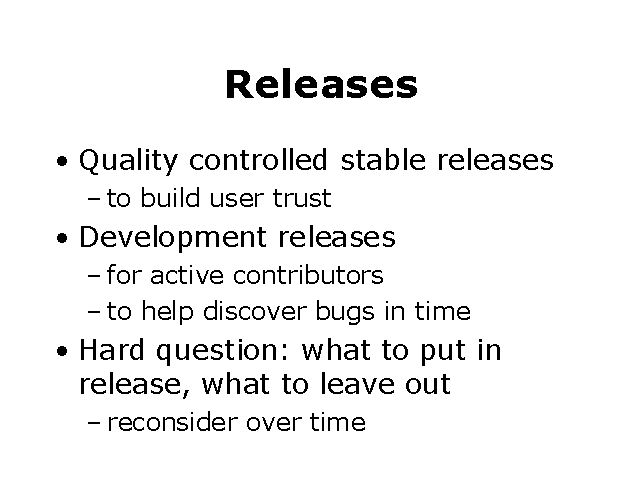 Releases
• Quality controlled stable releases
– to build user trust
• Development releases
– for active contributors
– to help discover bugs in time
• Hard question: what to put in
release, what to leave out
– reconsider over time